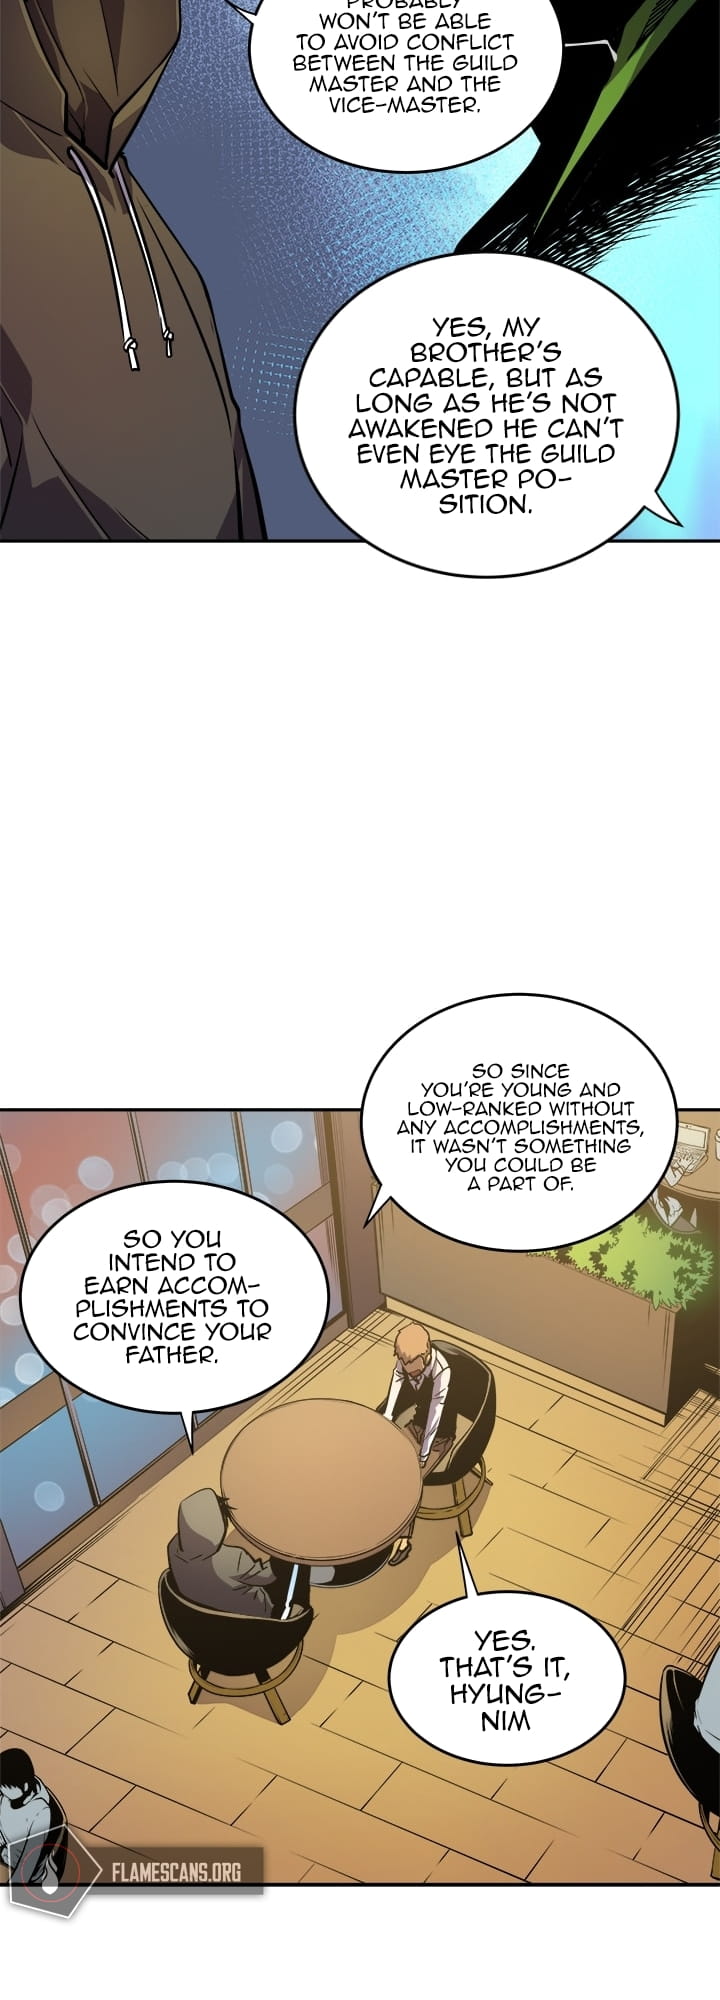 PROBABLY
WON'T BE ABLE
TO AVOID CONFLICT
BETWEEN THE GUILD
MASTER AND THE
VICE-MASTER.
YES, MY
BROTHER'S
CAPABLE, BUT AS
LONG AS HE'S NOT
AWAKENED HE CAN'T
EVEN EYE THE GUILD
MASTER PO-
SITION.
SO SINCE
YOU'RE YOUNG AND
LOW-RANKED WITHOUT
ANY ACCOMPLISHMENTS,
IT WASN'T SOMETHING
YOU COULD BE
A PART OF.
SO YOU
INTEND TO
EARN ACCOM-
PLISHMENTS TO
CONVINCE YOUR
FATHER.
YES.
THAT'S IT,
HYUNG-
NIM
FLAMESCANS.ORG